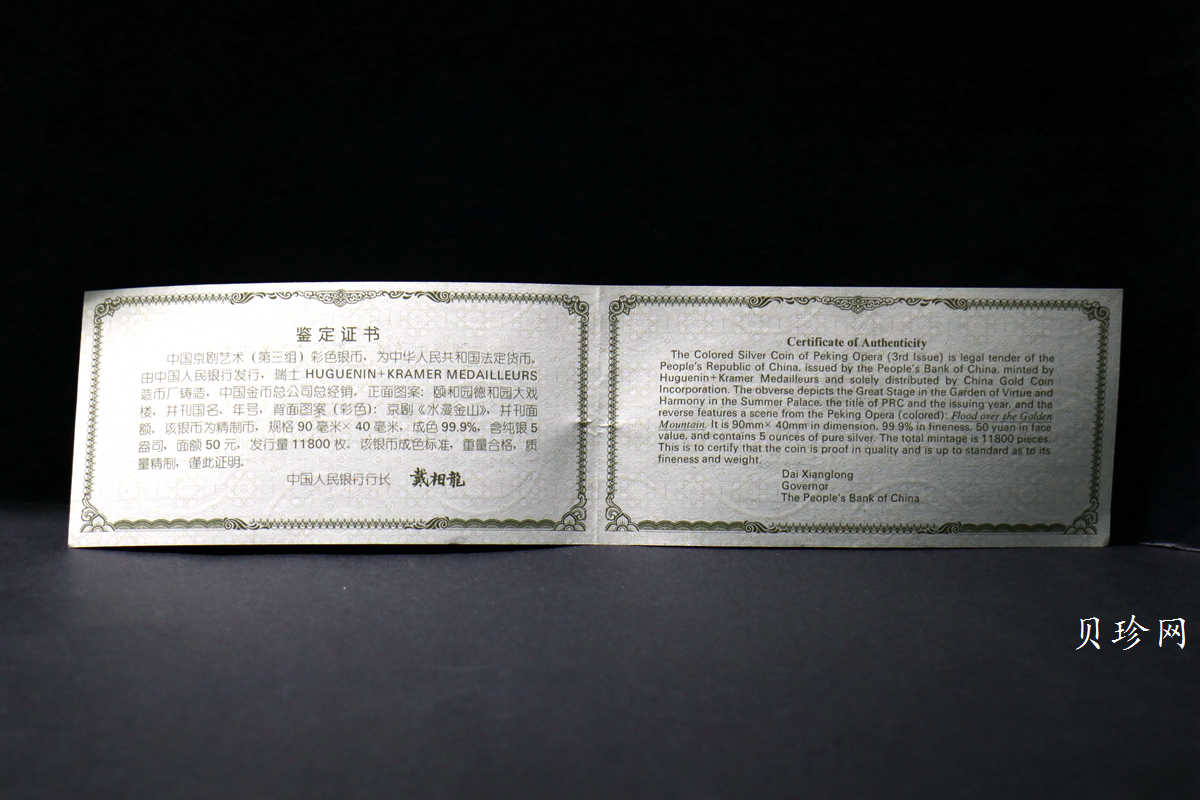 鉴定证书
中国京剧艺术（第三组）彩色银币，为中华人民共和国法定货币，
由中国人民银行发行，瑞士 HUGUENIN+KRAMER MEDAILLEURS
造币厂铸造，中国金币总公司总经销，正面图案：颐和园德和园大戏
楼，并刊国名、年号，背面图案（彩色）：京剧《水漫金山》，并刊面
额。该银币为精制币，规格 90 毫米×40 毫米，成色 99.9%，含纯银 5
盎司，面额 50 元，发行量 11800 枚。该银币成色标准，重量合格，质
量精制，谨此证明。
中国人民银行行长 戴相龍
Certificate of Authenticity
The Colored Silver Coin of Peking Opera (3rd Issue) is legal tender of the
People's Republic of China, issued by the People's Bank of China, minted by
Huguenin+Kramer Medailleurs and solely distributed by China Gold Coin
Incorporation. The obverse depicts the Great Stage in the Garden of Virtue and
Harmony in the Summer Palace, the title of PRC and the issuing year, and the
reverse features a scene from the Peking Opera (colored): Flood over the Golden
Mountain. It is 90mm× 40mm in dimension, 99.9% in fineness, 50 yuan in face
value, and contains 5 ounces of pure silver. The total mintage is 11800 pieces.
This is to certify that the coin is proof in quality and is up to standard as to its
fineness and weight.
Dai Xianglong
Governor
The People's Bank of China
贝珍网